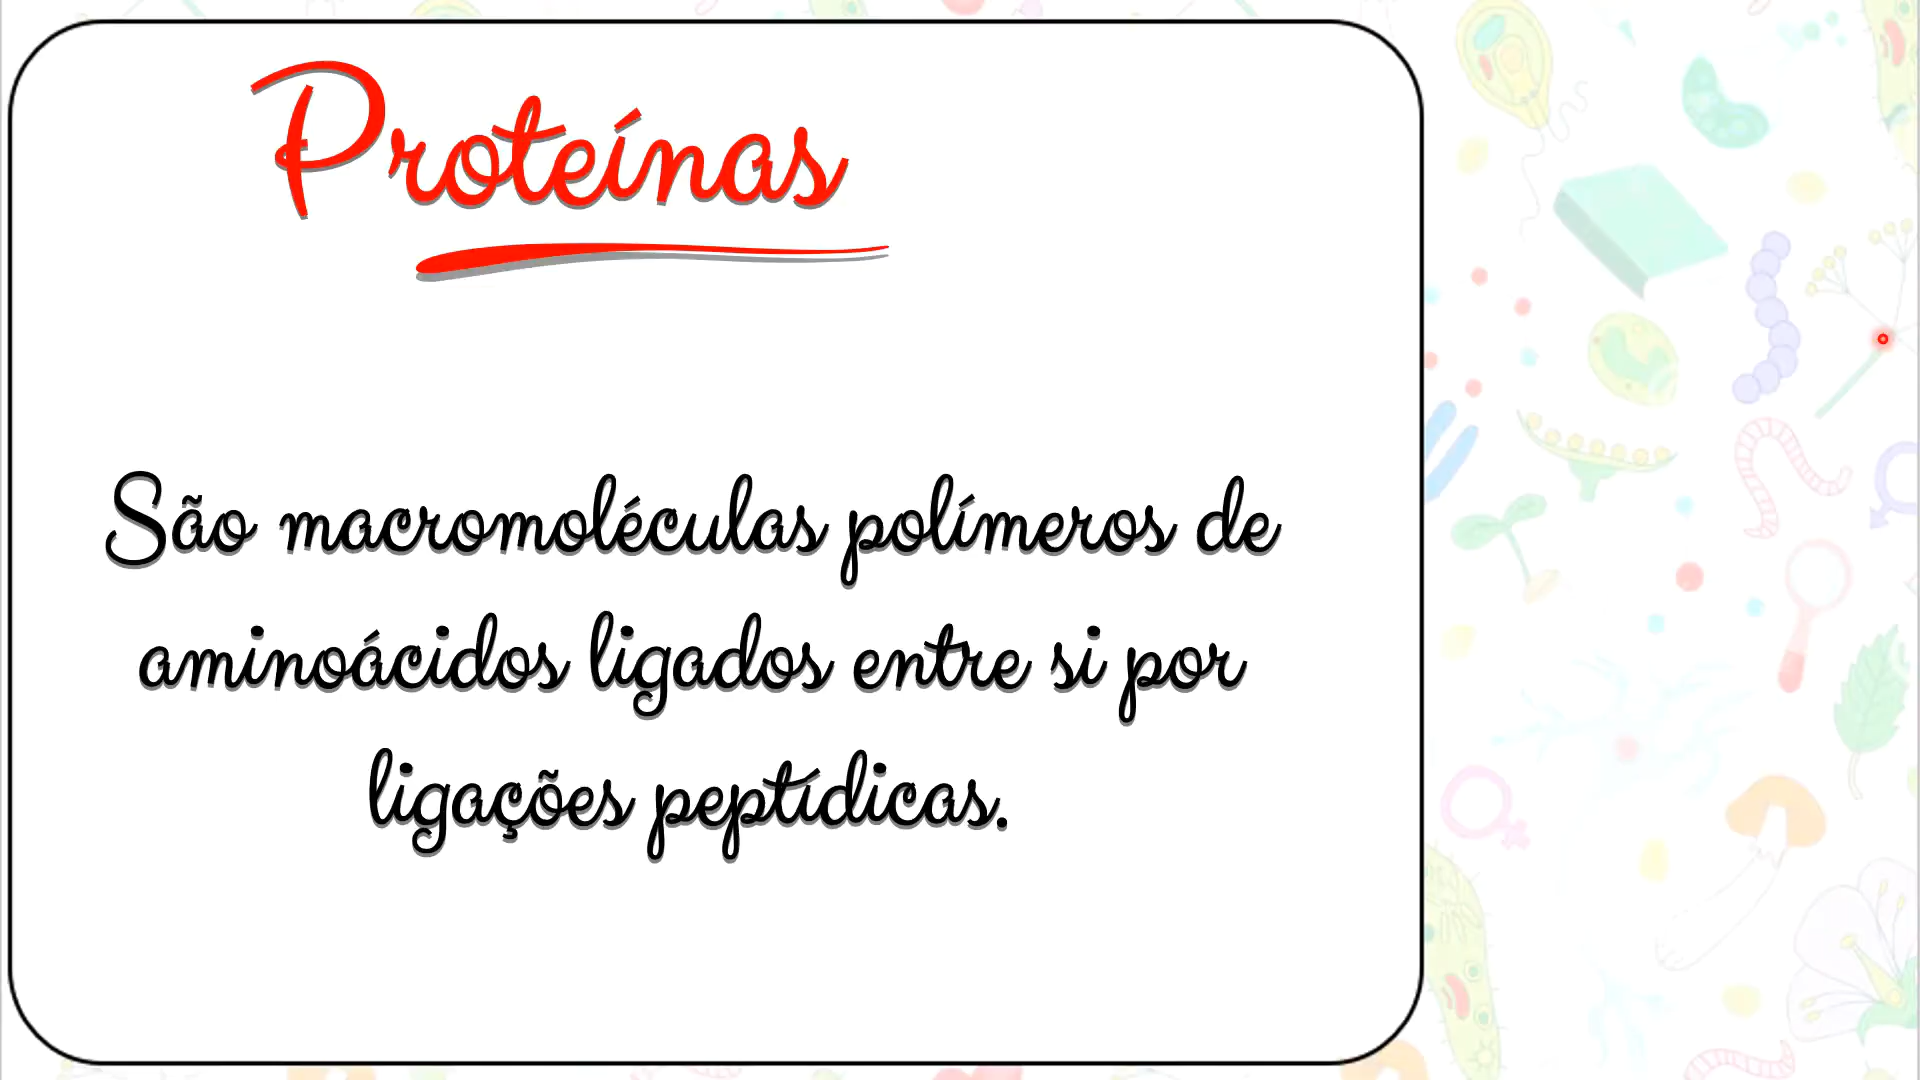 Proteínas
São macromoléculas polímeros de
aminoácidos ligados entre si por
ligações peptídicas.